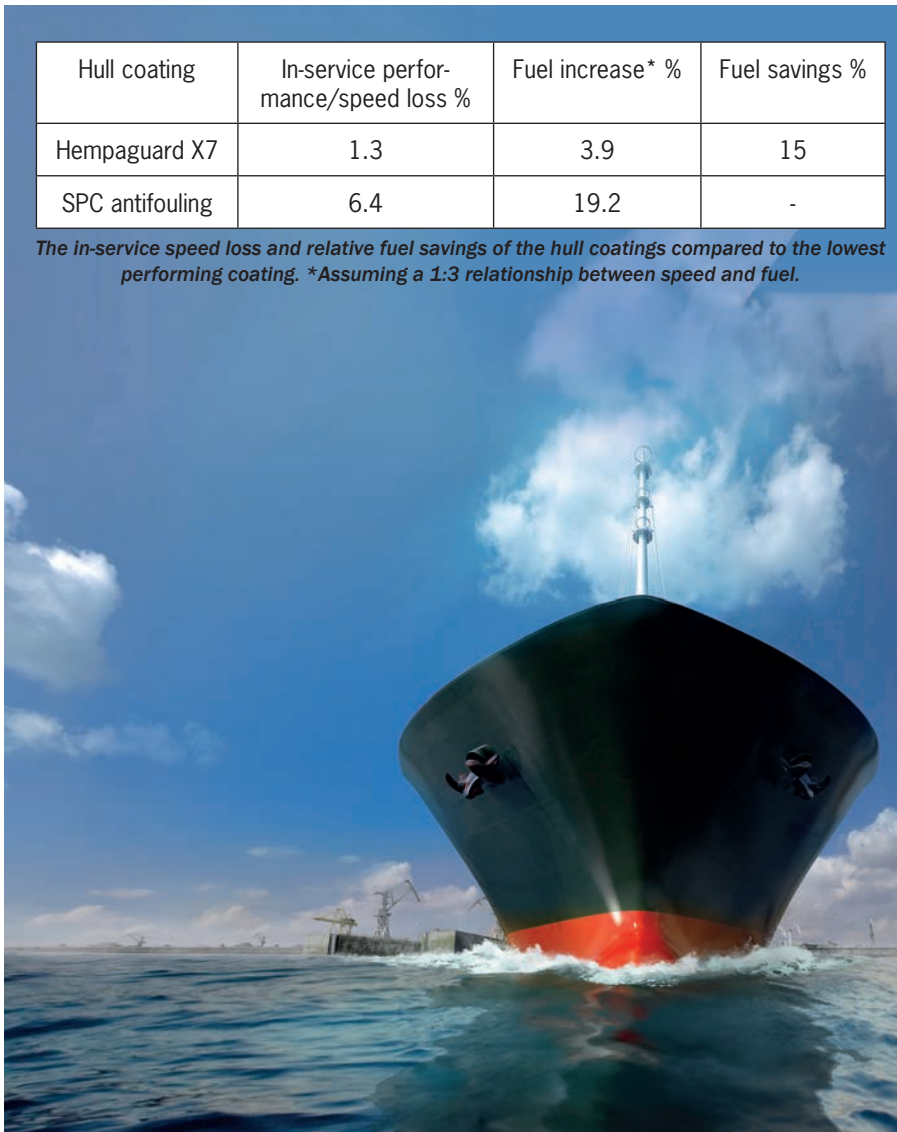 Hull coating
In-service perfor-
mance/speed loss %
Fuel increase* %
Fuel savings %
Hempaguard X7
1.3
3.9
15
SPC antifouling
6.4
19.2
-
The in-service speed loss and relative fuel savings of the hull coatings compared to the lowest
performing coating. *Assuming a 1:3 relationship between speed and fuel.